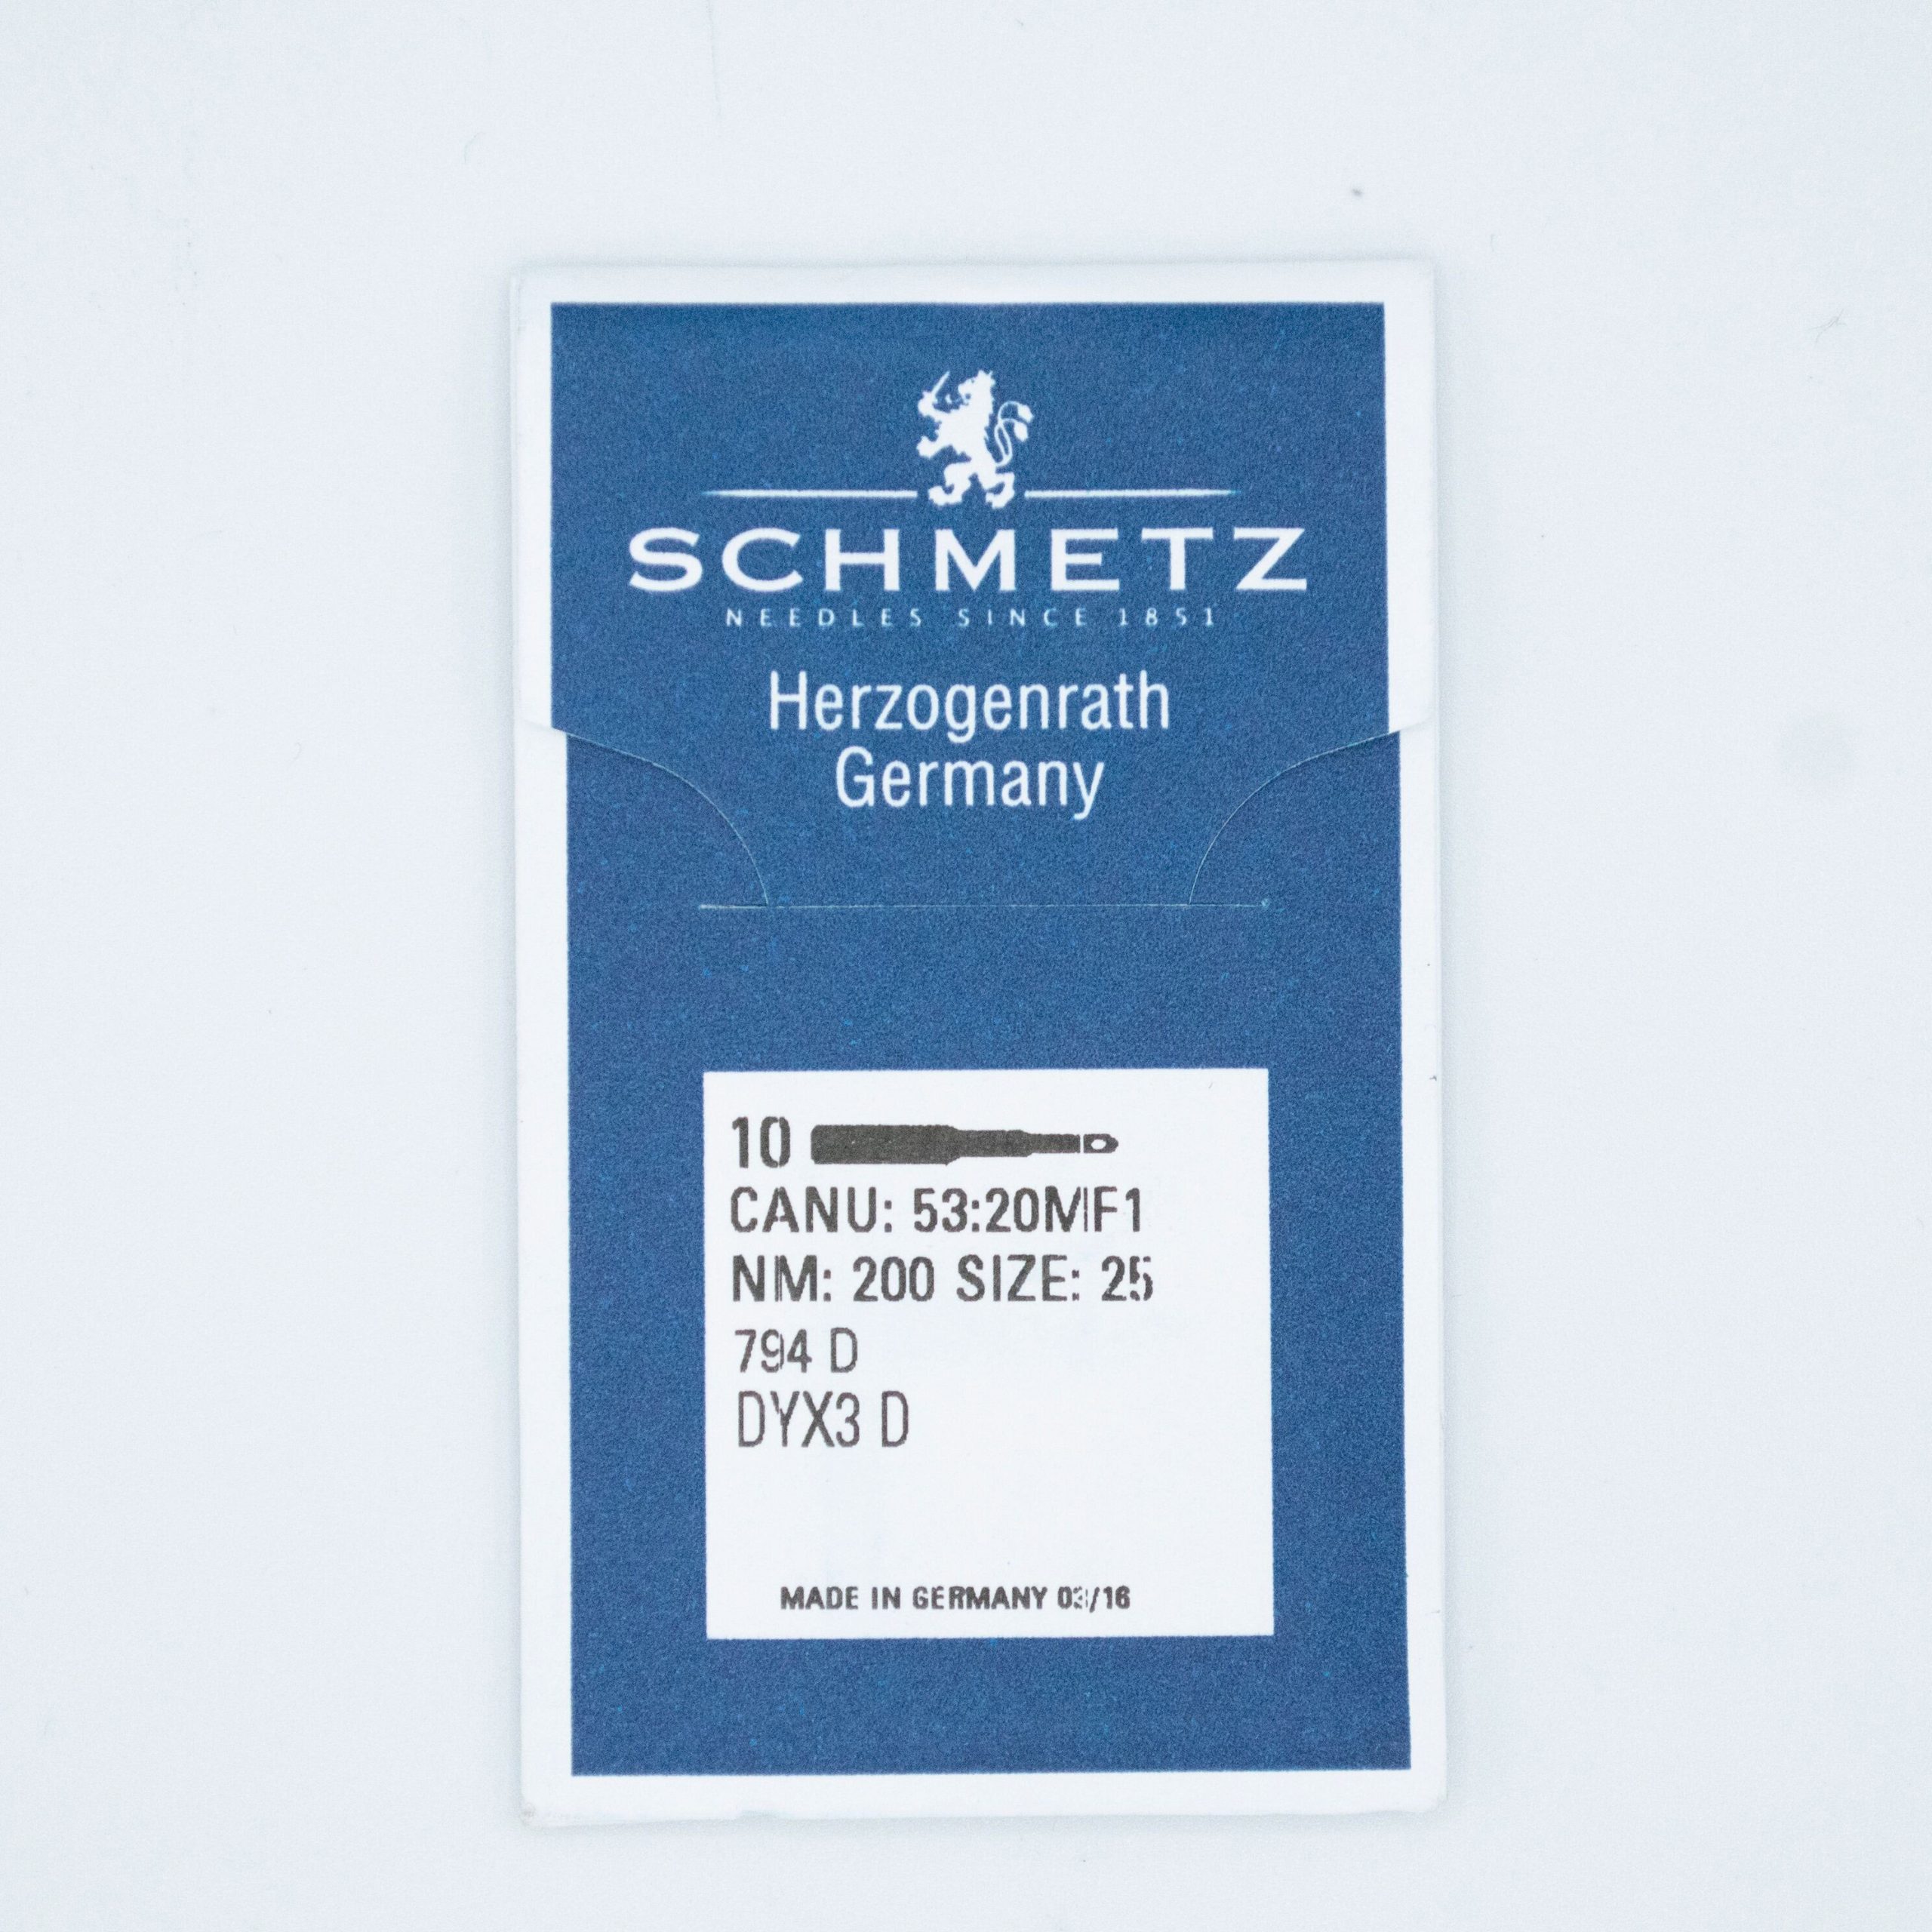 SCHMETZ
NEEDLES SINCE 1851
Herzogenrath
Germany
10
CANU: 53:20MF1
NM: 200 SIZE: 25
794 D
DYX3 D
MADE IN GERMANY 03/16